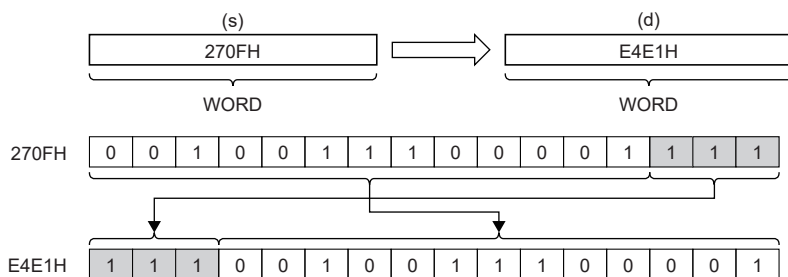 (s) (d)
270FH E4E1H
WORD WORD
270FH 0 0 1 0 0 1 1 1 0 0 0 0 1 1 1 1
E4E1H 1 1 1 0 0 1 0 0 1 1 1 0 0 0 0 1